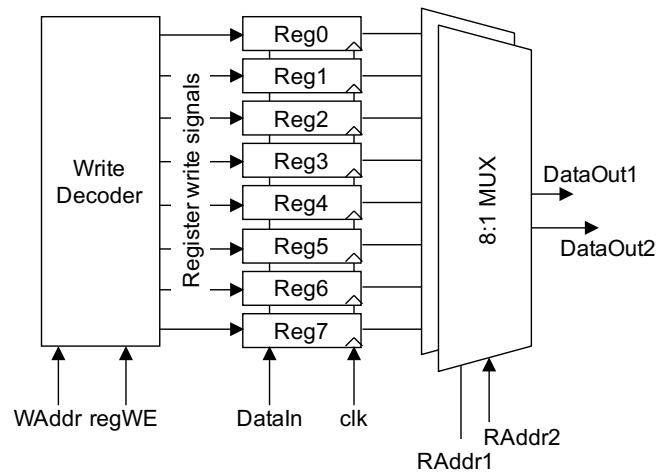 Write
Decoder
Register write signals
Reg0
Reg1
Reg2
Reg3
Reg4
Reg5
Reg6
Reg7
8:1 MUX
DataOut1
DataOut2
WAddr regWE
DataIn
clk
RAddr2
RAddr1